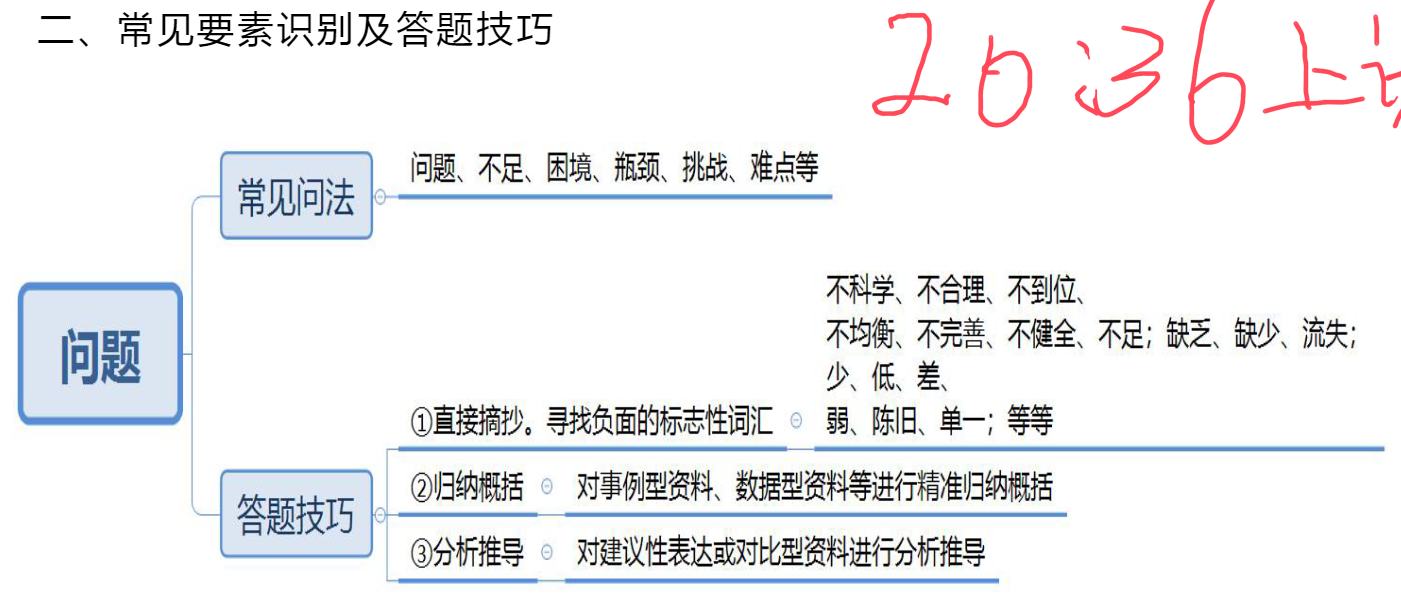 二、常见要素识别及答题技巧
20:36上
常见问法
问题、不足、困境、瓶颈、挑战、难点等
问题
不科学、不合理、不到位、
不均衡、不完善、不健全、不足；缺乏、缺少、流失；
少、低、差、
弱、陈旧、单一；等等
①直接摘抄。寻找负面的标志性词汇
答题技巧
②归纳概括
对事例型资料、数据型资料等进行精准归纳概括
③分析推导
对建议性表达或对比型资料进行分析推导